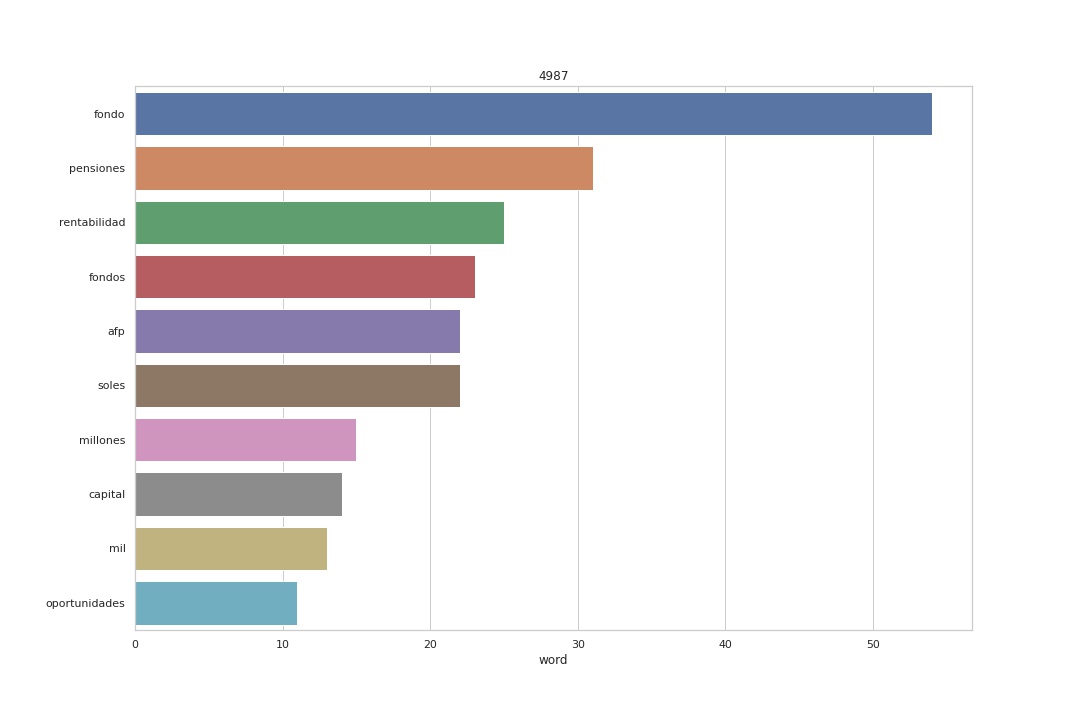 4987
fondo
pensiones
rentabilidad
fondos
afp
soles
millones
capital
mil
oportunidades
0 10 20 30 40 50
word